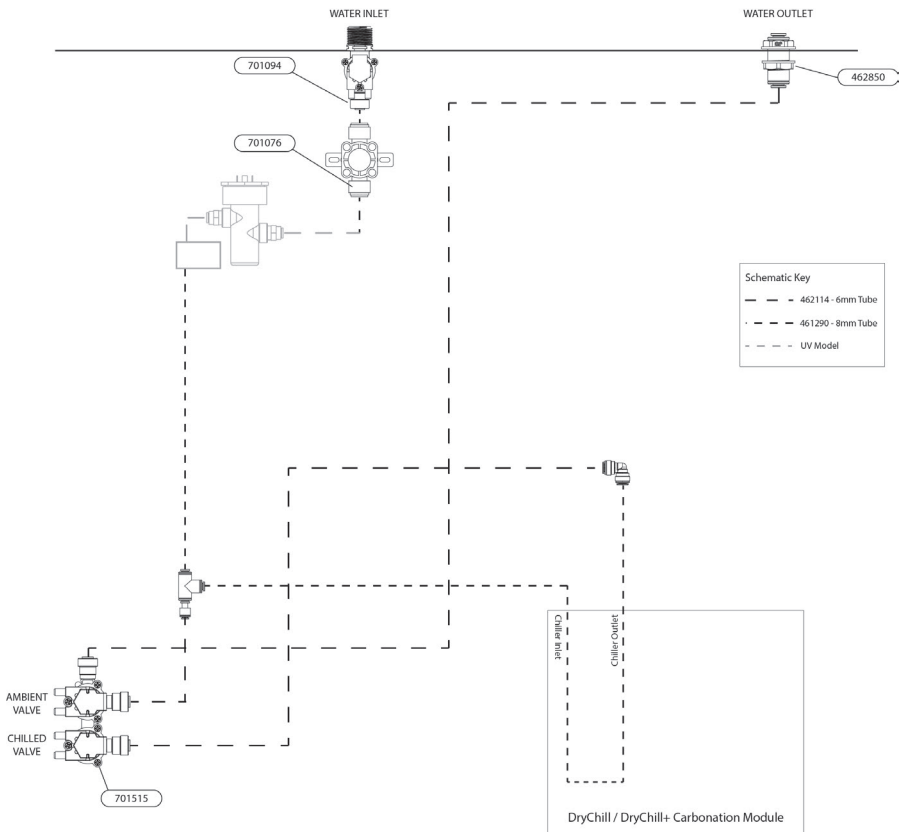 WATER INLET
WATER OUTLET
701094
462850
701076
Schematic Key
462114 - 6mm Tube
461290 - 8mm Tube
UV Model
Chiller Inlet
Chiller Outlet
AMBIENT
VALVE
CHILLED
VALVE
701515
DryChill / DryChill+ Carbonation Module